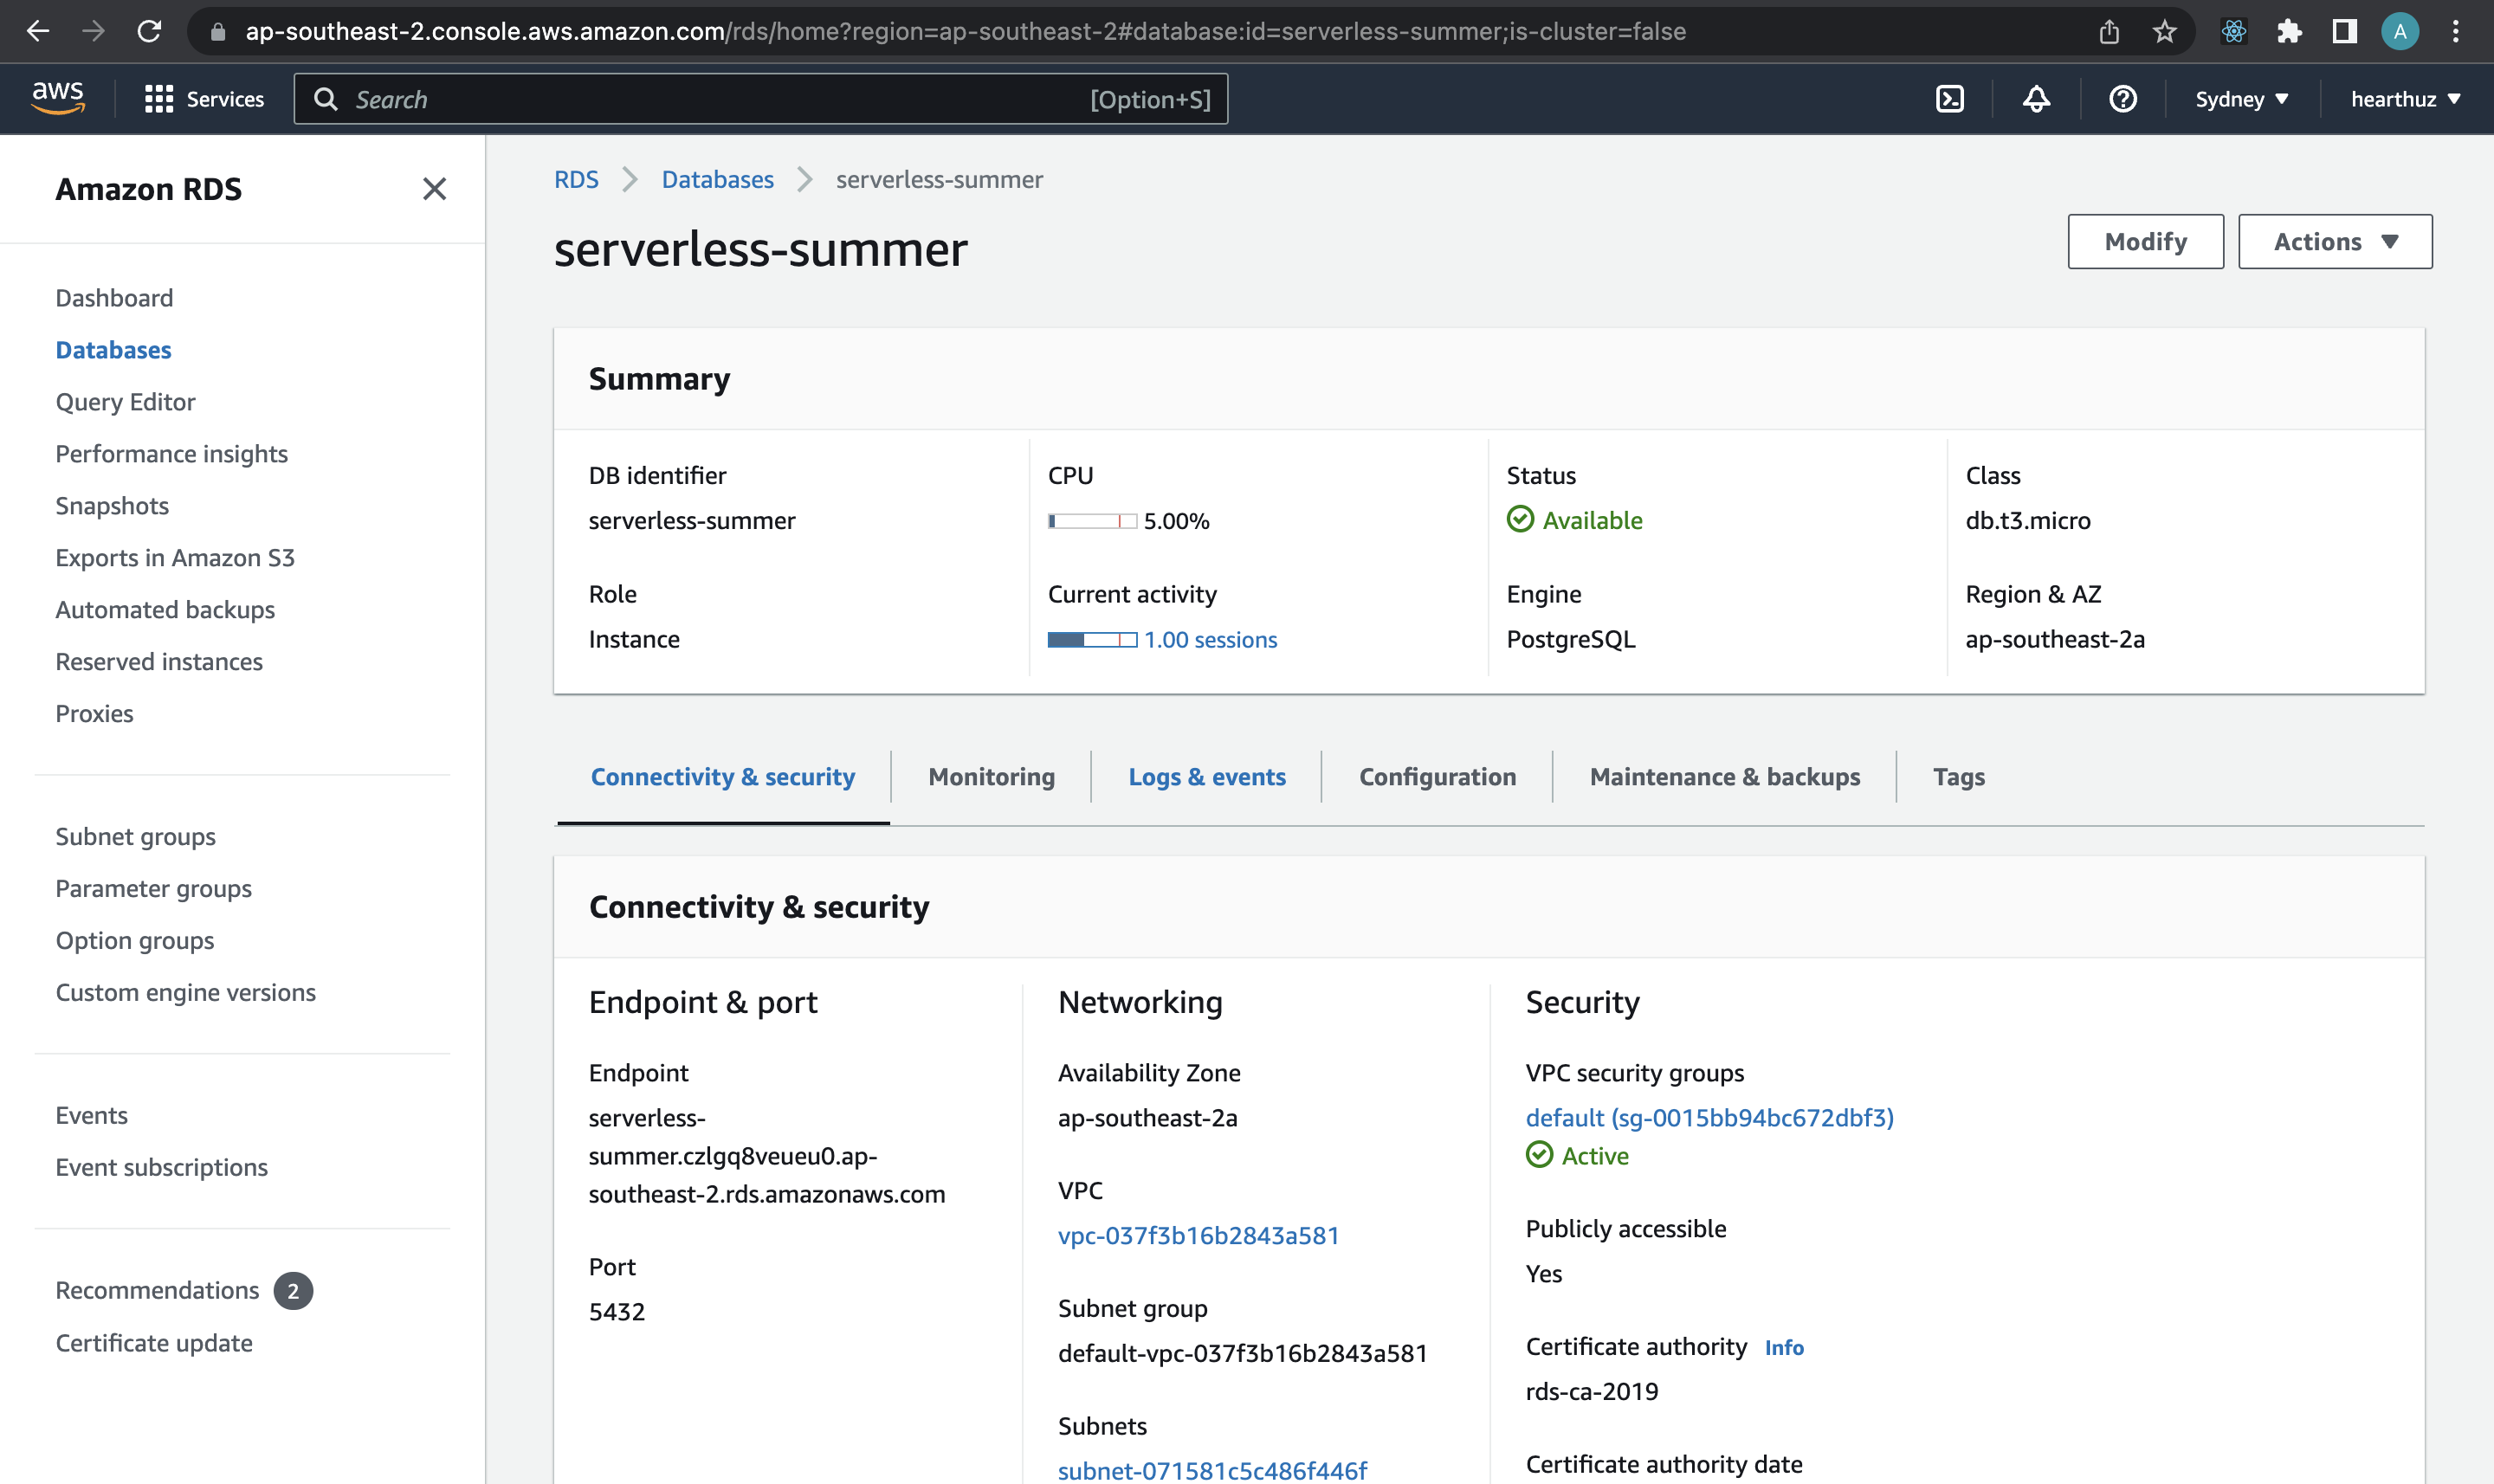 ap-southeast-2.console.aws.amazon.com/rds/home?region=ap-southeast-2#database:id=serverless-summer;is-cluster=false
A
aws
Services
Search
[Option+S]
Sydney
hearthuz
Amazon RDS
Dashboard
Databases
Query Editor
Performance insights
Snapshots
Exports in Amazon S3
Automated backups
Reserved instances
Proxies
Subnet groups
Parameter groups
Option groups
Custom engine versions
Events
Event subscriptions
Recommendations 2
Certificate update
RDS
Databases
serverless-summer
serverless-summer
Modify
Actions
Summary
DB identifier
serverless-summer
CPU
5.00%
Status
Available
Class
db.t3.micro
Role
Instance
Current activity
1.00 sessions
Engine
PostgreSQL
Region & AZ
ap-southeast-2a
Connectivity & security
Monitoring
Logs & events
Configuration
Maintenance & backups
Tags
Connectivity & security
Endpoint & port
Endpoint
serverless-
summer.czlgq8veueu0.ap-
southeast-2.rds.amazonaws.com
Port
5432
Networking
Availability Zone
ap-southeast-2a
VPC
vpc-037f3b16b2843a581
Subnet group
default-vpc-037f3b16b2843a581
Subnets
subnet-071581c5c486f446f
Security
VPC security groups
default (sg-0015bb94bc672dbf3)
Active
Publicly accessible
Yes
Certificate authority Info
rds-ca-2019
Certificate authority date